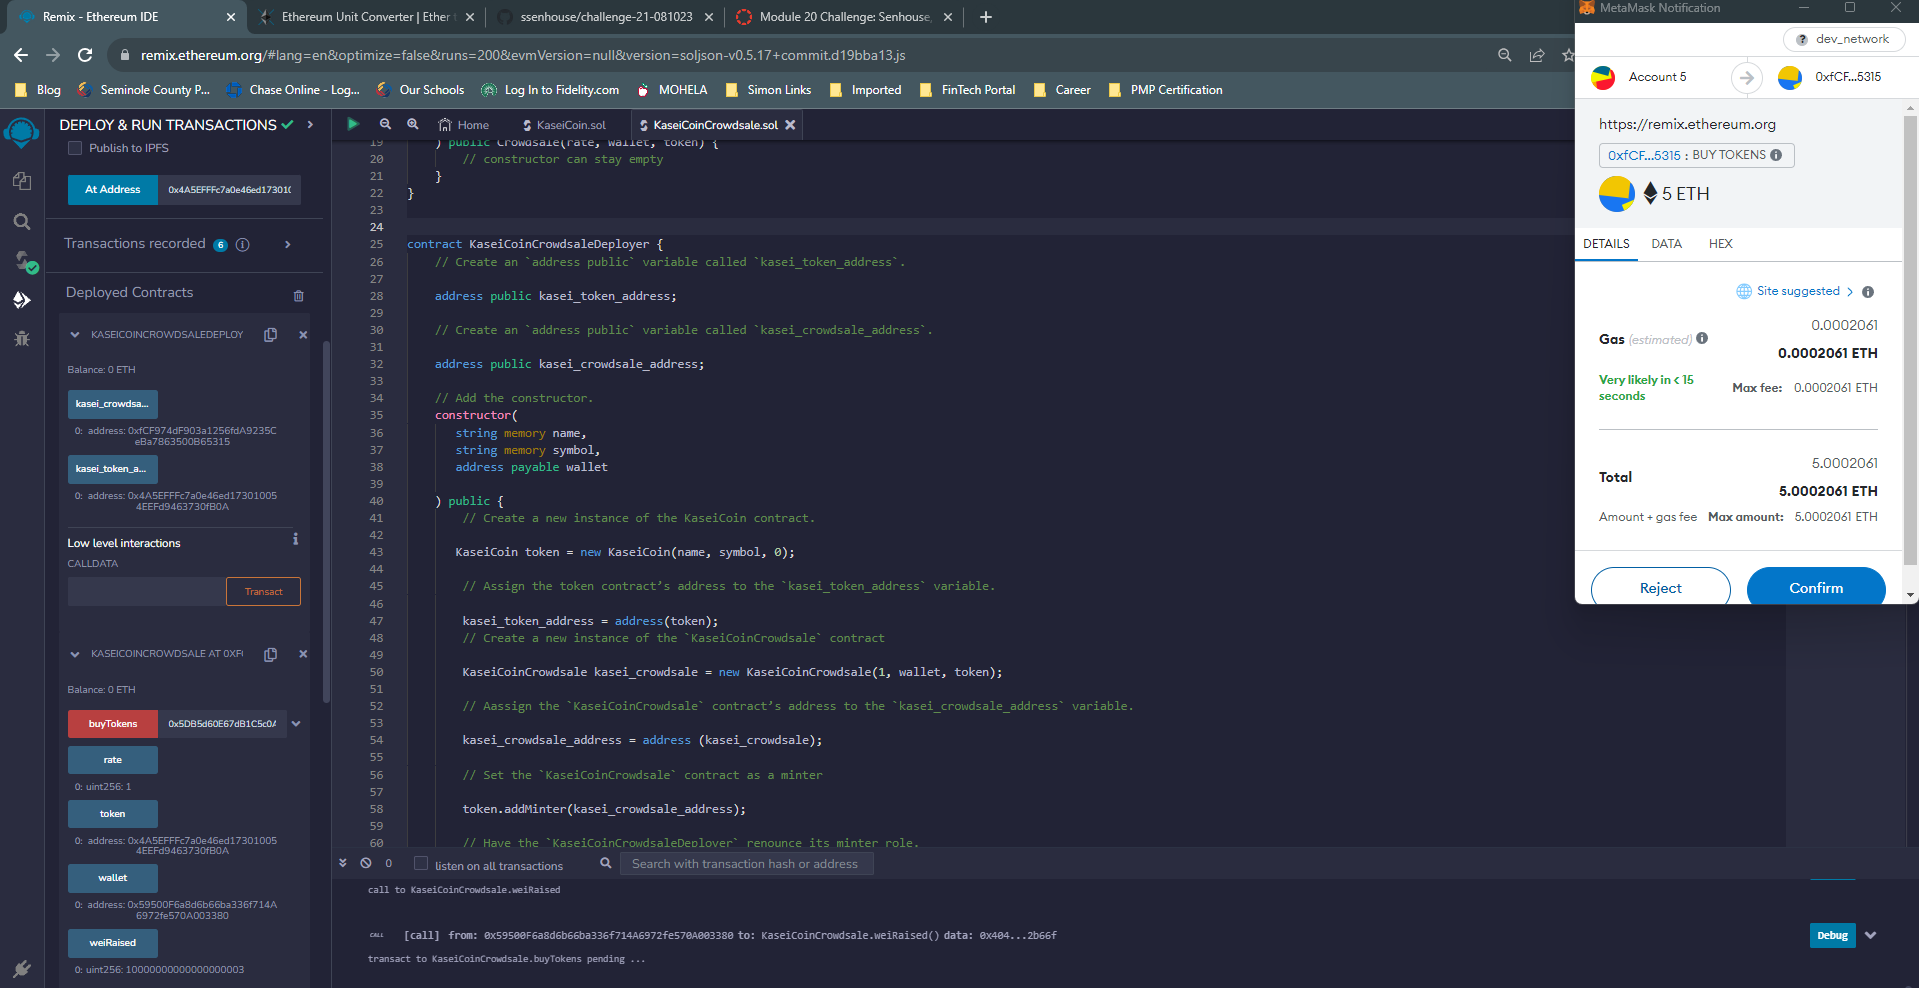 Remix - Ethereum IDE
Ethereum Unit Converter | Ether t
ssenhouse/challenge-21-081023
Module 20 Challenge: Senhouse,
MetaMask Notification
remix.ethereum.org/#lang=en&optimize=false&runs=200&evmVersion=null&version=soljson-v0.5.17+commit.d19bba13.js
Blog
Seminole County P...
Chase Online - Log...
Our Schools
Log In to Fidelity.com
MOHELA
Simon Links
Imported
FinTech Portal
Career
PMP Certification
DEPLOY & RUN TRANSACTIONS
Publish to IPFS
At Address
0x4A5EFFFc7a0e46ed17301(
Transactions recorded 6
Deployed Contracts
KASEICOINCROWDSALEDEPLOY
Balance: 0 ETH
kasei_crowdsa...
0: address: 0xfCF974dF903a1256fdA9235C
eBa7863500B65315
kasei_token_a...
0: address: 0x4A5EFFFc7a0e46ed17301005
4EEFd9463730fB0A
Low level interactions
CALLDATA
Transact
KASEICOINCROWDSALE AT 0XF(
Balance: 0 ETH
buyTokens
0x5DB5d60E67dB1C5c0A
rate
0: uint256: 1
token
0: address: 0x4A5EFFFc7a0e46ed17301005
4EEFd9463730fB0A
wallet
0: address: 0x59500F6a8d6b66ba336f714A
6972fe570A003380
weiRaised
0: uint256: 10000000000000000003
Home
KaseiCoin.sol
KaseiCoinCrowdsale.sol
19 ) public Crowdsale(rate, wallet, token) {
20 // constructor can stay empty
21 }
22 }
23
24
25 contract KaseiCoinCrowdsaleDeployer {
26 // Create an `address public` variable called `kasei_token_address`.
27
28 address public kasei_token_address;
29
30 // Create an `address public` variable called `kasei_crowdsale_address`.
31
32 address public kasei_crowdsale_address;
33
34 // Add the constructor.
35 constructor(
36 string memory name,
37 string memory symbol,
38 address payable wallet
39
40 ) public {
41 // Create a new instance of the KaseiCoin contract.
42
43 KaseiCoin token = new KaseiCoin(name, symbol, 0);
44
45 // Assign the token contract’s address to the `kasei_token_address` variable.
46
47 kasei_token_address = address(token);
48 // Create a new instance of the `KaseiCoinCrowdsale` contract
49
50 KaseiCoinCrowdsale kasei_crowdsale = new KaseiCoinCrowdsale(1, wallet, token);
51
52 // Aassign the `KaseiCoinCrowdsale` contract’s address to the `kasei_crowdsale_address` variable.
53
54 kasei_crowdsale_address = address (kasei_crowdsale);
55
56 // Set the `KaseiCoinCrowdsale` contract as a minter
57
58 token.addMinter(kasei_crowdsale_address);
59
60 // Have the `KaseiCoinCrowdsaleDeployer` renounce its minter role.
0
listen on all transactions
Search with transaction hash or address
call to KaseiCoinCrowdsale.weiRaised
CALL [call] from: 0x59500F6a8d6b66ba336f714A6972fe570A003380 to: KaseiCoinCrowdsale.weiRaised() data: 0x404...2b66f
Debug
transact to KaseiCoinCrowdsale.buyTokens pending ...
dev_network
Account 5
0xfCF...5315
https://remix.ethereum.org
0xfCF...5315 : BUY TOKENS
5 ETH
DETAILS
DATA
HEX
Site suggested >
0.0002061
Gas (estimated)
0.0002061 ETH
Very likely in < 15
seconds
Max fee: 0.0002061 ETH
5.0002061
Total
5.0002061 ETH
Amount + gas fee Max amount: 5.0002061 ETH
Reject
Confirm